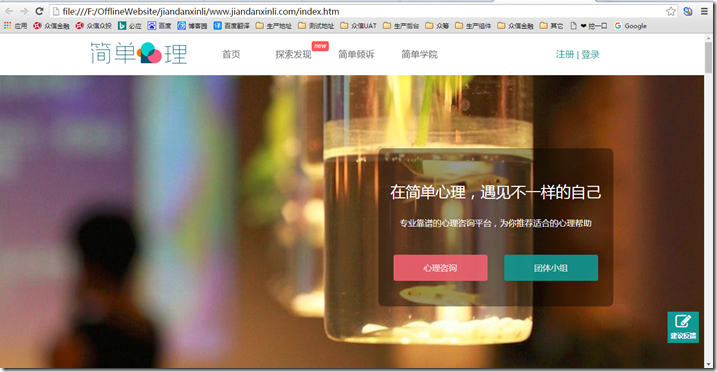 file:///F:/OfflineWebsite/jiandanxinli/www.jiandanxinli.com/index.htm
应用 众信金融 众信众投 必应 百度 博客园 百度翻译 生产地址 测试地址 众信UAT 生产后台 众筹 生产组件 众信金融 其它 ❤ 挖一口 Google
简单心理 首页 探索发现 new 简单倾诉 简单学院 注册 | 登录
在简单心理，遇见不一样的自己
专业靠谱的心理咨询平台，为你推荐适合的心理帮助
心理咨询 团体小组
建议反馈